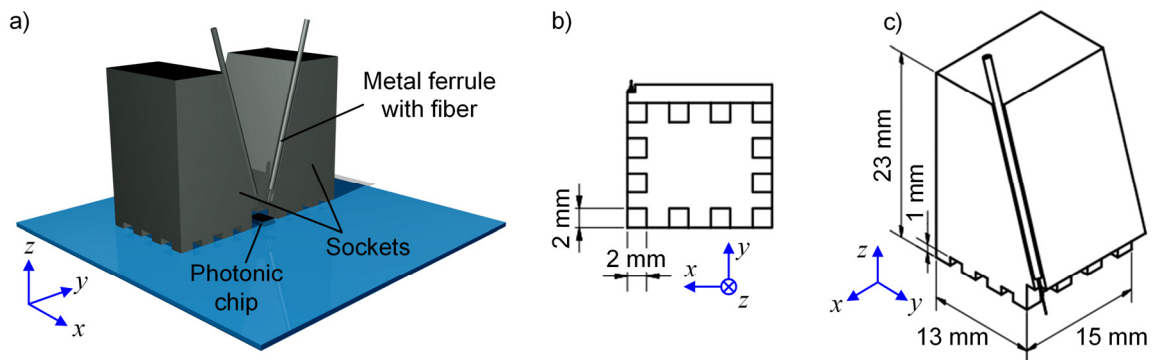 a)
Metal ferrule
with fiber
Sockets
Photonic
chip
z
y
x
b)
2 mm
2 mm
y
x
z
c)
23 mm
1 mm
z
x
y
13 mm
15 mm